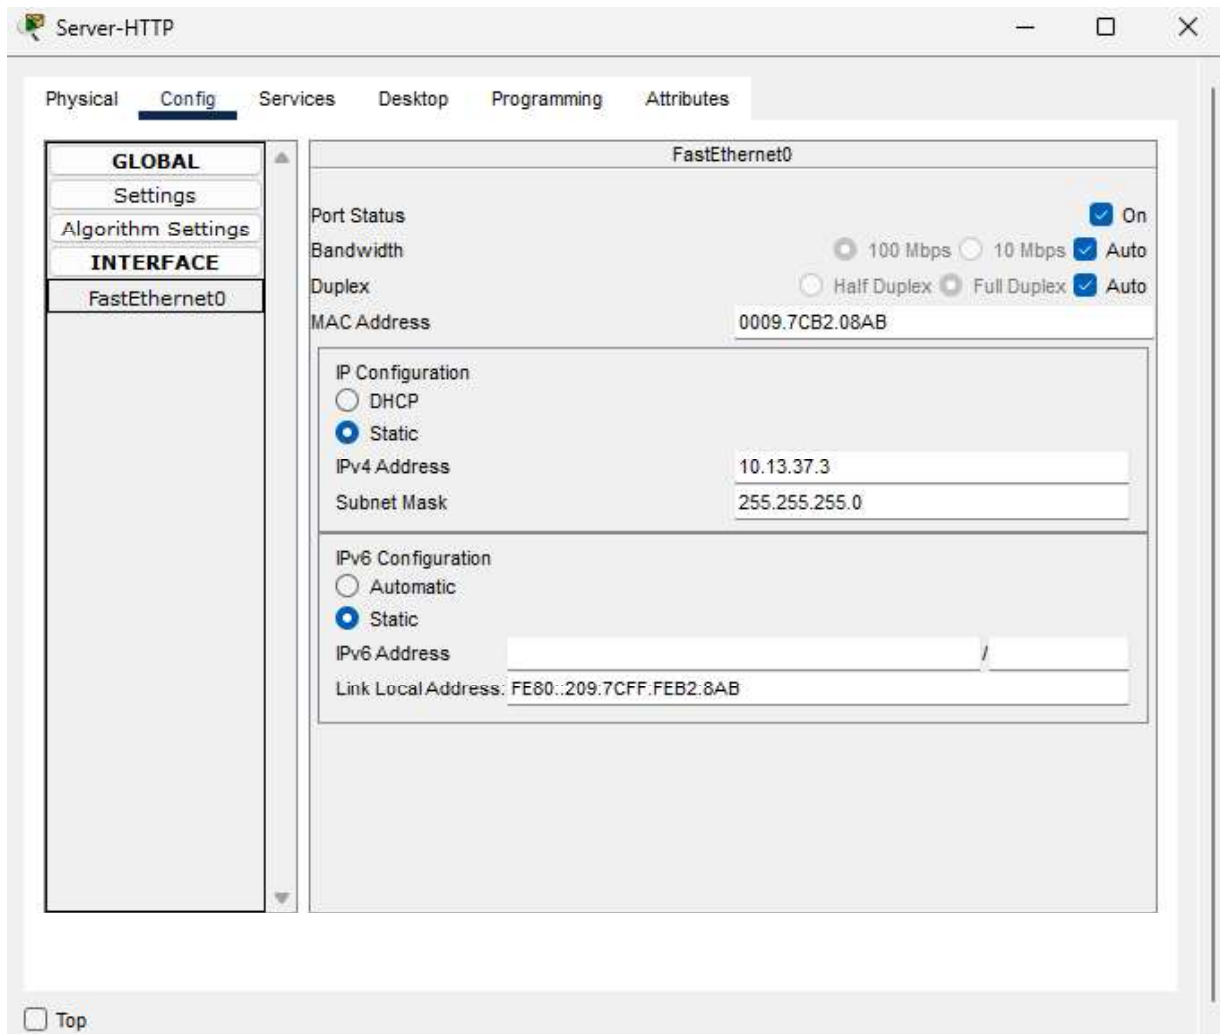 Server-HTTP
Physical Config Services Desktop Programming Attributes
GLOBAL
Settings
Algorithm Settings
INTERFACE
FastEthernet0
FastEthernet0
Port Status On
Bandwidth 100 Mbps 10 Mbps Auto
Duplex Half Duplex Full Duplex Auto
MAC Address 0009.7CB2.08AB
IP Configuration
DHCP
Static
IPv4 Address 10.13.37.3
Subnet Mask 255.255.255.0
IPv6 Configuration
Automatic
Static
IPv6 Address /
Link Local Address: FE80::209:7CFF:FEB2:8AB
Top